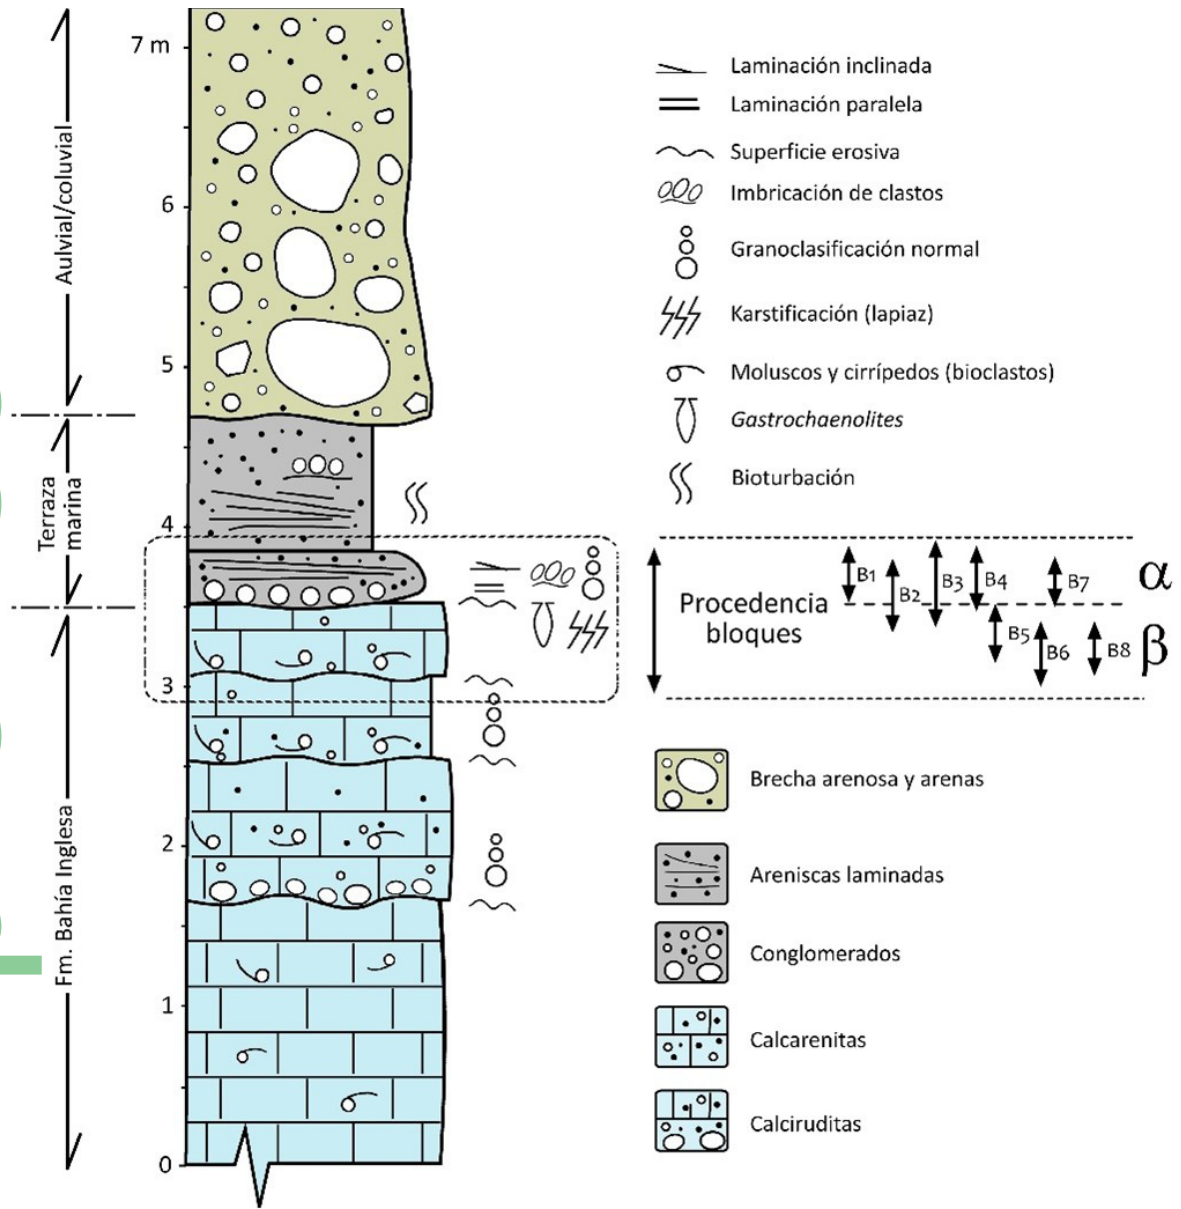 7 m
6
5
4
3
2
1
0
Aulvial/coluvial
Terraza
marina
Fm. Bahía Inglesa
Laminación inclinada
Laminación paralela
Superficie erosiva
Imbricación de clastos
Granoclasificación normal
Karstificación (lapiaz)
Moluscos y cirrípedos (bioclastos)
Gastrochaenolites
Bioturbación
Procedencia
bloques
B1
B2
B3
B4
B5
B6
B7
B8
α
β
Brecha arenosa y arenas
Areniscas laminadas
Conglomerados
Calcarenitas
Calciruditas